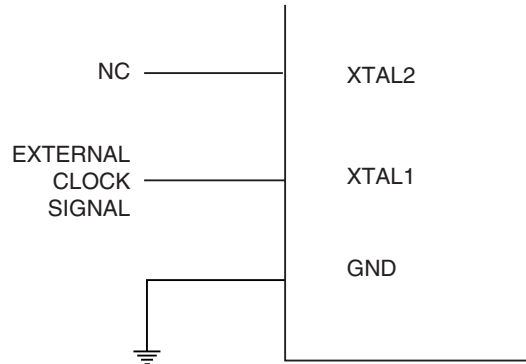 NC
XTAL2
EXTERNAL
CLOCK
SIGNAL
XTAL1
GND